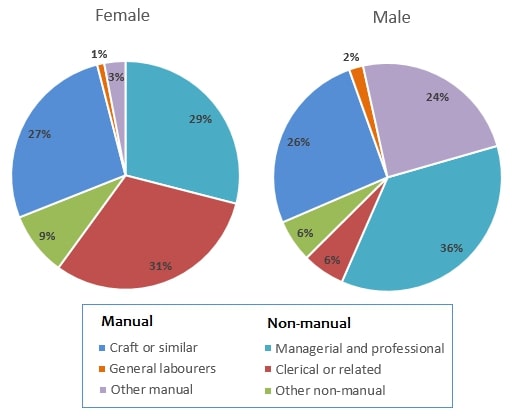 Female
Male
1%
3%
29%
31%
9%
27%
2%
24%
36%
6%
6%
26%
Manual
Non-manual
Craft or similar
Managerial and professional
General labourers
Clerical or related
Other manual
Other non-manual